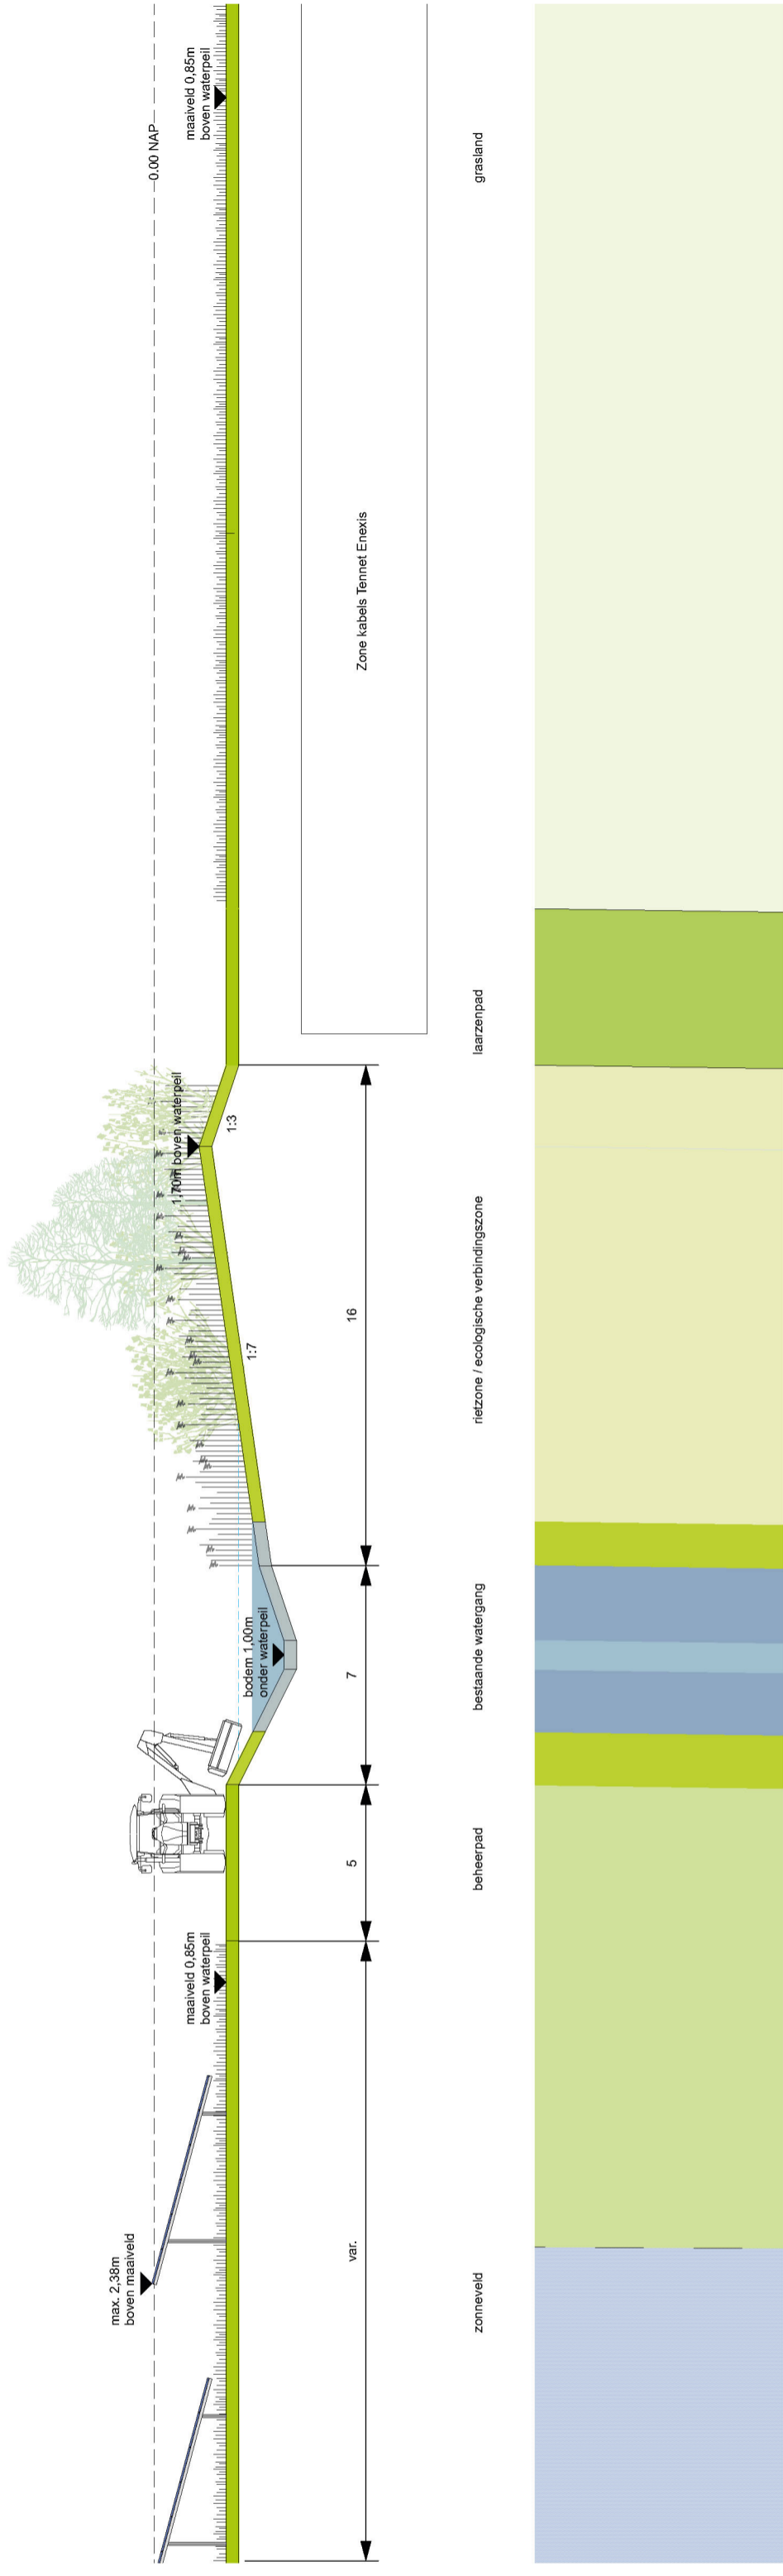 max. 2,38m
boven maaiveld
maaiveld 0,85m
boven waterpeil
bodem 1,00m
onder waterpeil
1:7
1,70m boven waterpeil
1:3
0.00 NAP
maaiveld 0,85m
boven waterpeil
var.
5
7
16
Zone kabels Tennet Enexis
zonneveld
beheerpad
bestaande watergang
rietzone / ecologische verbindingszone
laarzenpad
grasland